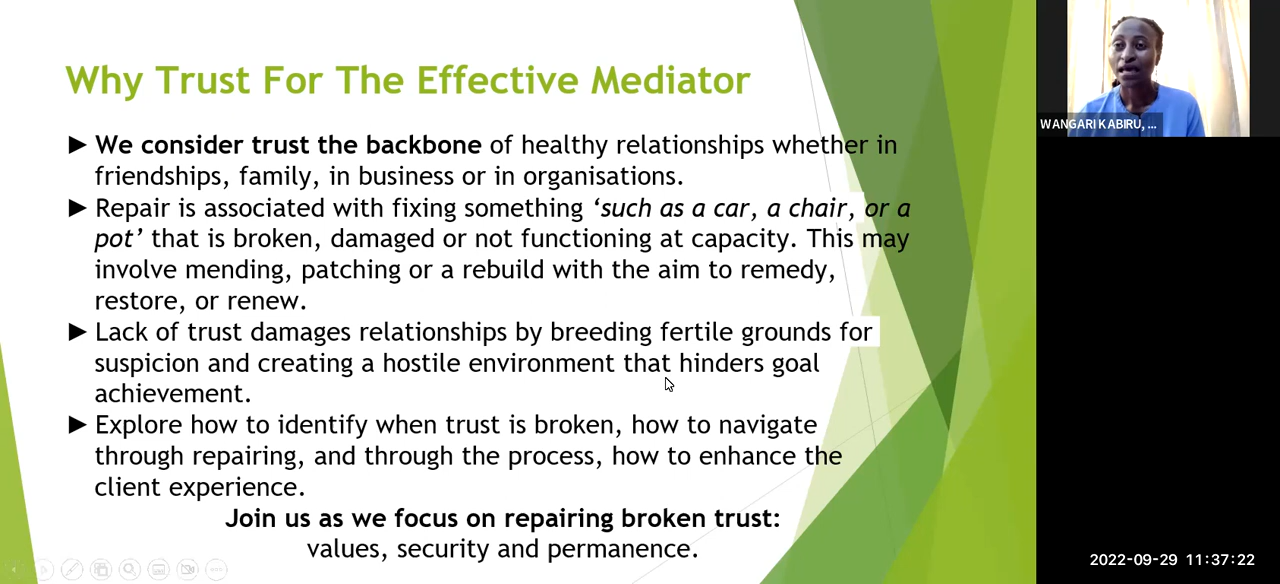 Why Trust For The Effective Mediator
► We consider trust the backbone of healthy relationships whether in
friendships, family, in business or in organisations.
► Repair is associated with fixing something ‘such as a car, a chair, or a
pot’ that is broken, damaged or not functioning at capacity. This may
involve mending, patching or a rebuild with the aim to remedy,
restore, or renew.
► Lack of trust damages relationships by breeding fertile grounds for
suspicion and creating a hostile environment that hinders goal
achievement.
► Explore how to identify when trust is broken, how to navigate
through repairing, and through the process, how to enhance the
client experience.
Join us as we focus on repairing broken trust:
values, security and permanence.
WANGARI KABIRU, ...
2022-09-29 11:37:22